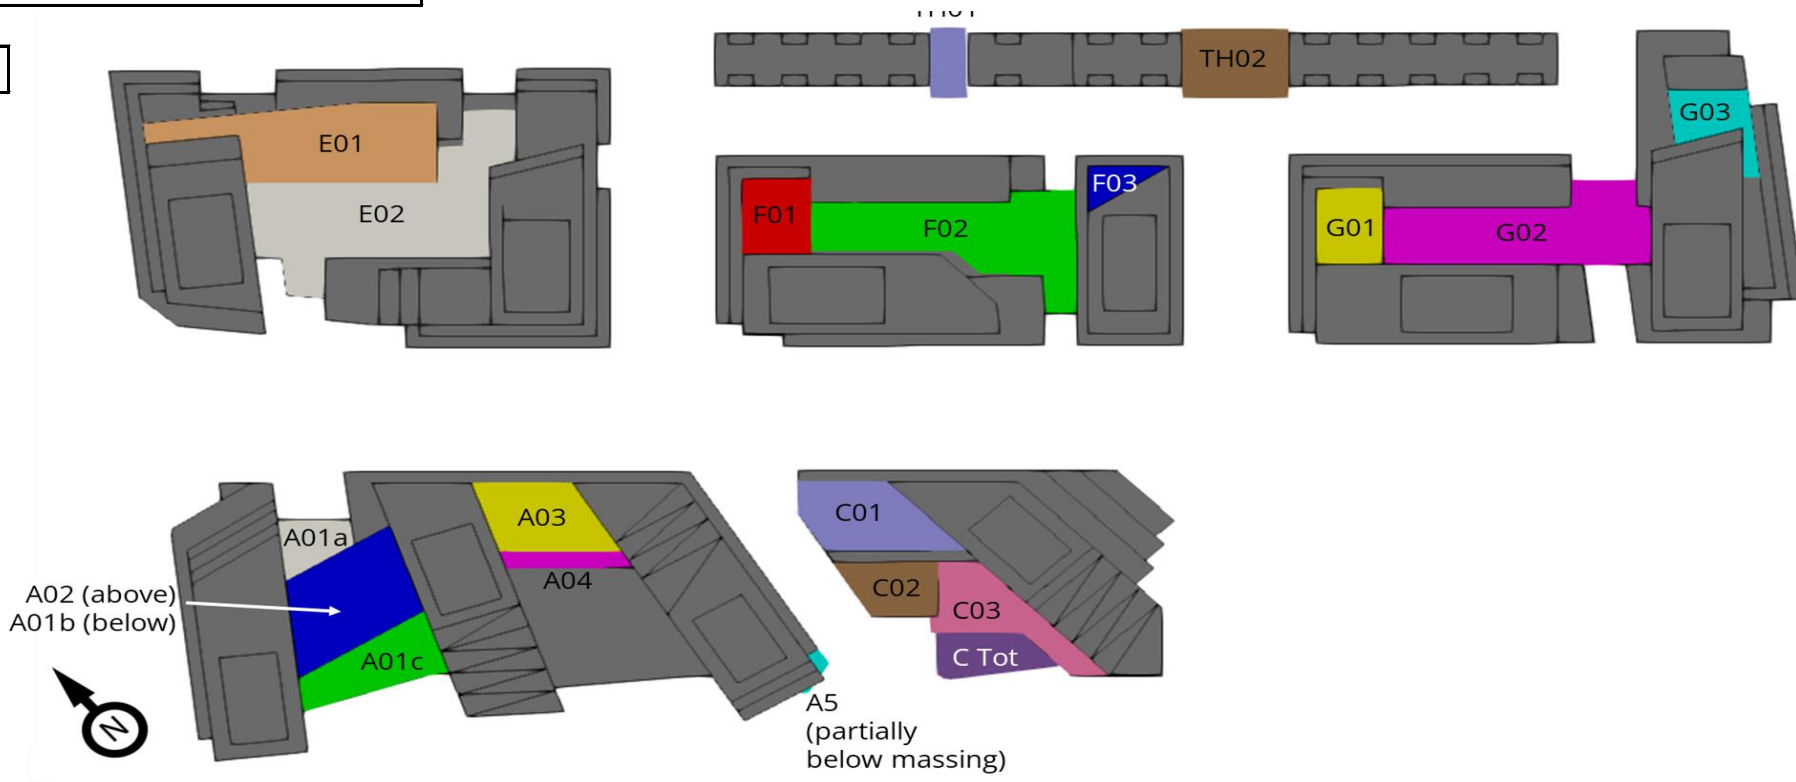 TH02
G03
E01
F03
E02
F01
F02
G01
G02
A03
C01
A01a
A04
C02
A02 (above)
A01b (below)
C03
A01c
C Tot
A5
(partially
below massing)
N